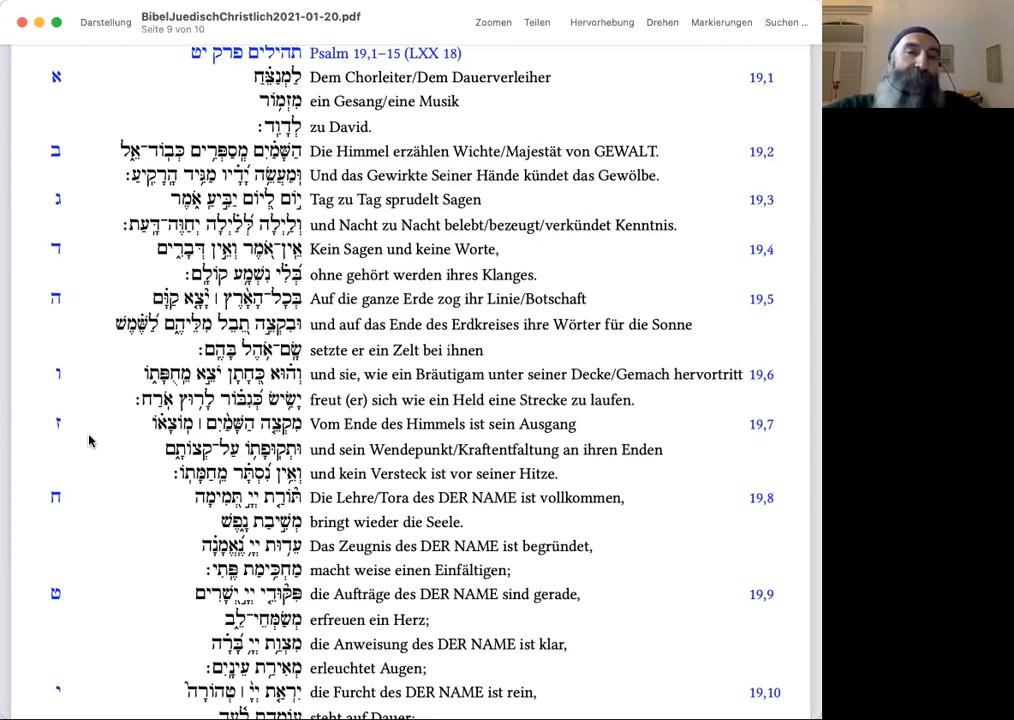 Darstellung BibelJuedischChristlich2021-01-20.pdf Zoomen Teilen Hervorhebung Drehen Markierungen Suchen ...
Seite 9 von 10
תהילים פרק יט Psalm 19,1–15 (LXX 18)
א לַמְנַצֵּ֗חַ Dem Chorleiter/Dem Dauerverleiher 19,1
מִזְמ֥וֹר ein Gesang/eine Musik
לְדָוִֽד׃ zu David.
ב הַשָּׁמַ֗יִם מְֽסַפְּרִ֥ים כְּבֽוֹד־אֵ֑ל Die Himmel erzählen Wichte/Majestät von GEWALT. 19,2
וּֽמַעֲשֵׂ֥ה יָ֝דָ֗יו מַגִּ֥יד הָרָקִֽיעַ׃ Und das Gewirkte Seiner Hände kündet das Gewölbe.
ג י֣וֹם לְ֭יוֹם יַבִּ֣יעַֽ אֹ֑מֶר Tag zu Tag sprudelt Sagen 19,3
וְלַ֥יְלָה לְּ֝לַ֗יְלָה יְחַוֶּה־דָּֽעַת׃ und Nacht zu Nacht belebt/bezeugt/verkündet Kenntnis.
ד אֵֽין־אֹ֭מֶר וְאֵ֣ין דְּבָרִ֑ים Kein Sagen und keine Worte, 19,4
בְּ֝לִ֗י נִשְׁמָ֥ע קוֹלָֽם׃ ohne gehört werden ihres Klanges.
ה בְּכׇל־הָאָ֨רֶץ ׀ יָ֘צָ֤א קַוָּ֗ם Auf die ganze Erde zog ihr Linie/Botschaft 19,5
וּבִקְצֵ֣ה תֵ֭בֵל מִלֵּיהֶ֑ם לַ֝שֶּׁ֗מֶשׁ und auf das Ende des Erdkreises ihre Wörter für die Sonne
שָֽׂם־אֹ֥הֶל בָּהֶֽם׃ setzte er ein Zelt bei ihnen
ו וְה֗וּא כְּ֭חָתָן יֹצֵ֣א מֵחֻפָּת֑וֹ und sie, wie ein Bräutigam unter seiner Decke/Gemach hervortritt 19,6
יָשִׂ֥ישׂ כְּ֝גִבּ֗וֹר לָר֥וּץ אֹֽרַח׃ freut (er) sich wie ein Held eine Strecke zu laufen.
ז מִקְצֵ֤ה הַשָּׁמַ֨יִם ׀ מֽוֹצָא֗וֹ Vom Ende des Himmels ist sein Ausgang 19,7
וּתְקוּפָת֥וֹ עַל־קְצוֹתָ֑ם und sein Wendepunkt/Kraftentfaltung an ihren Enden
וְאֵ֥ין נִ֝סְתָּ֗ר מֵֽחַמָּתֽוֹ׃ und kein Versteck ist vor seiner Hitze.
ח תּ֘וֹרַ֤ת יְיָ֣ תְּ֭מִימָה Die Lehre/Tora des DER NAME ist vollkommen, 19,8
מְשִׁ֣יבַת נָ֑פֶשׁ bringt wieder die Seele.
עֵד֥וּת יְיָ֥ נֶ֝אֱמָנָ֗ה Das Zeugnis des DER NAME ist begründet,
מַחְכִּ֥ימַת פֶּֽתִי׃ macht weise einen Einfältigen;
ט פִּקּ֘וּדֵ֤י יְיָ֣ יְ֭שָׁרִים die Aufträge des DER NAME sind gerade, 19,9
מְשַׂמְּחֵי־לֵ֑ב erfreuen ein Herz;
מִצְוַ֥ת יְיָ֥ בָּ֝רָ֗ה die Anweisung des DER NAME ist klar,
מְאִירַ֥ת עֵינָֽיִם׃ erleuchtet Augen;
י יִרְאַ֤ת יְיָ֨ ׀ טְהוֹרָה֮ die Furcht des DER NAME ist rein, 19,10
עוֹמֶ֪דֶת לָ֫עַ֥ד steht auf Dauer;